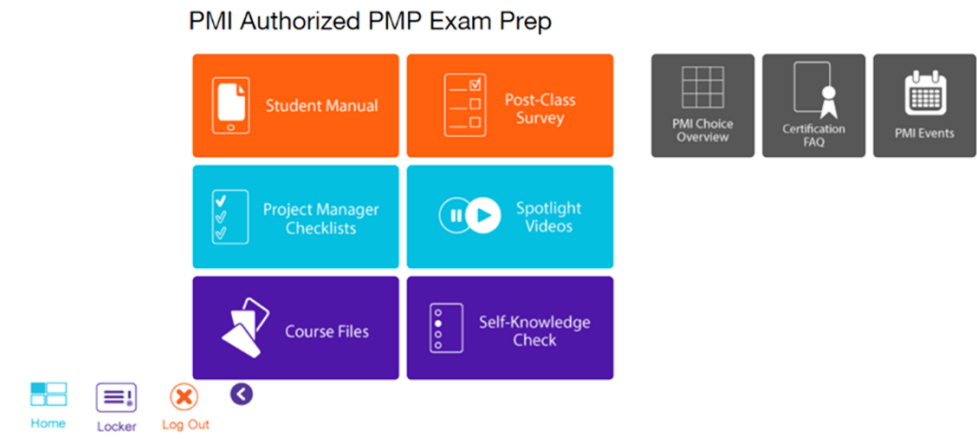 PMI Authorized PMP Exam Prep
Student Manual
Post-Class
Survey
PMI Choice
Overview
Certification
FAQ
PMI Events
Project Manager
Checklists
Spotlight
Videos
Course Files
Self-Knowledge
Check
Home
Locker
Log Out